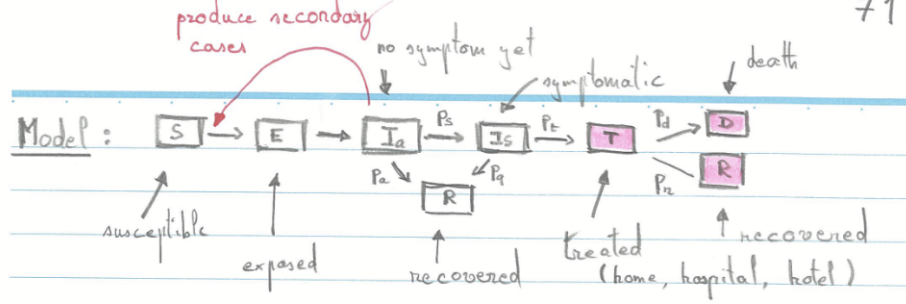 71
produce secondary
cases
no symptom yet
symptomatic
death
Model : S E Ia Ps Is Pt T Pd D
Pa R Pq Pr R
susceptible
exposed
recovered
treated
(home, hospital, hotel)
recovered